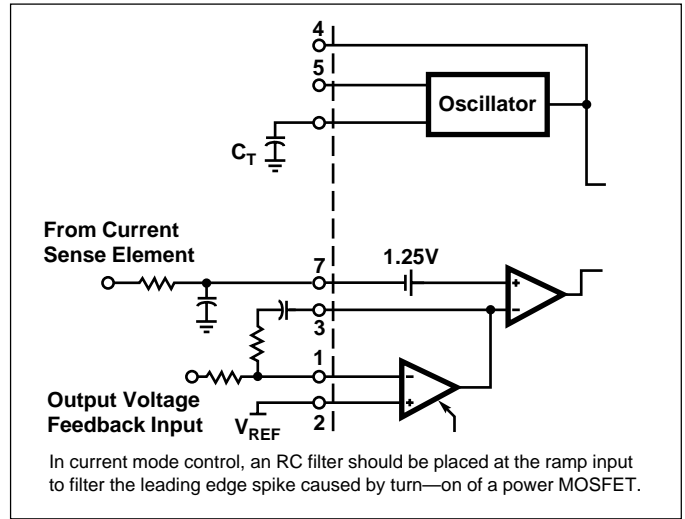 4
5
Oscillator
CT
From Current
Sense Element
7
1.25V
+
−
3
1
−
+
Output Voltage
Feedback Input
VREF
2
In current mode control, an RC filter should be placed at the ramp input
to filter the leading edge spike caused by turn—on of a power MOSFET.